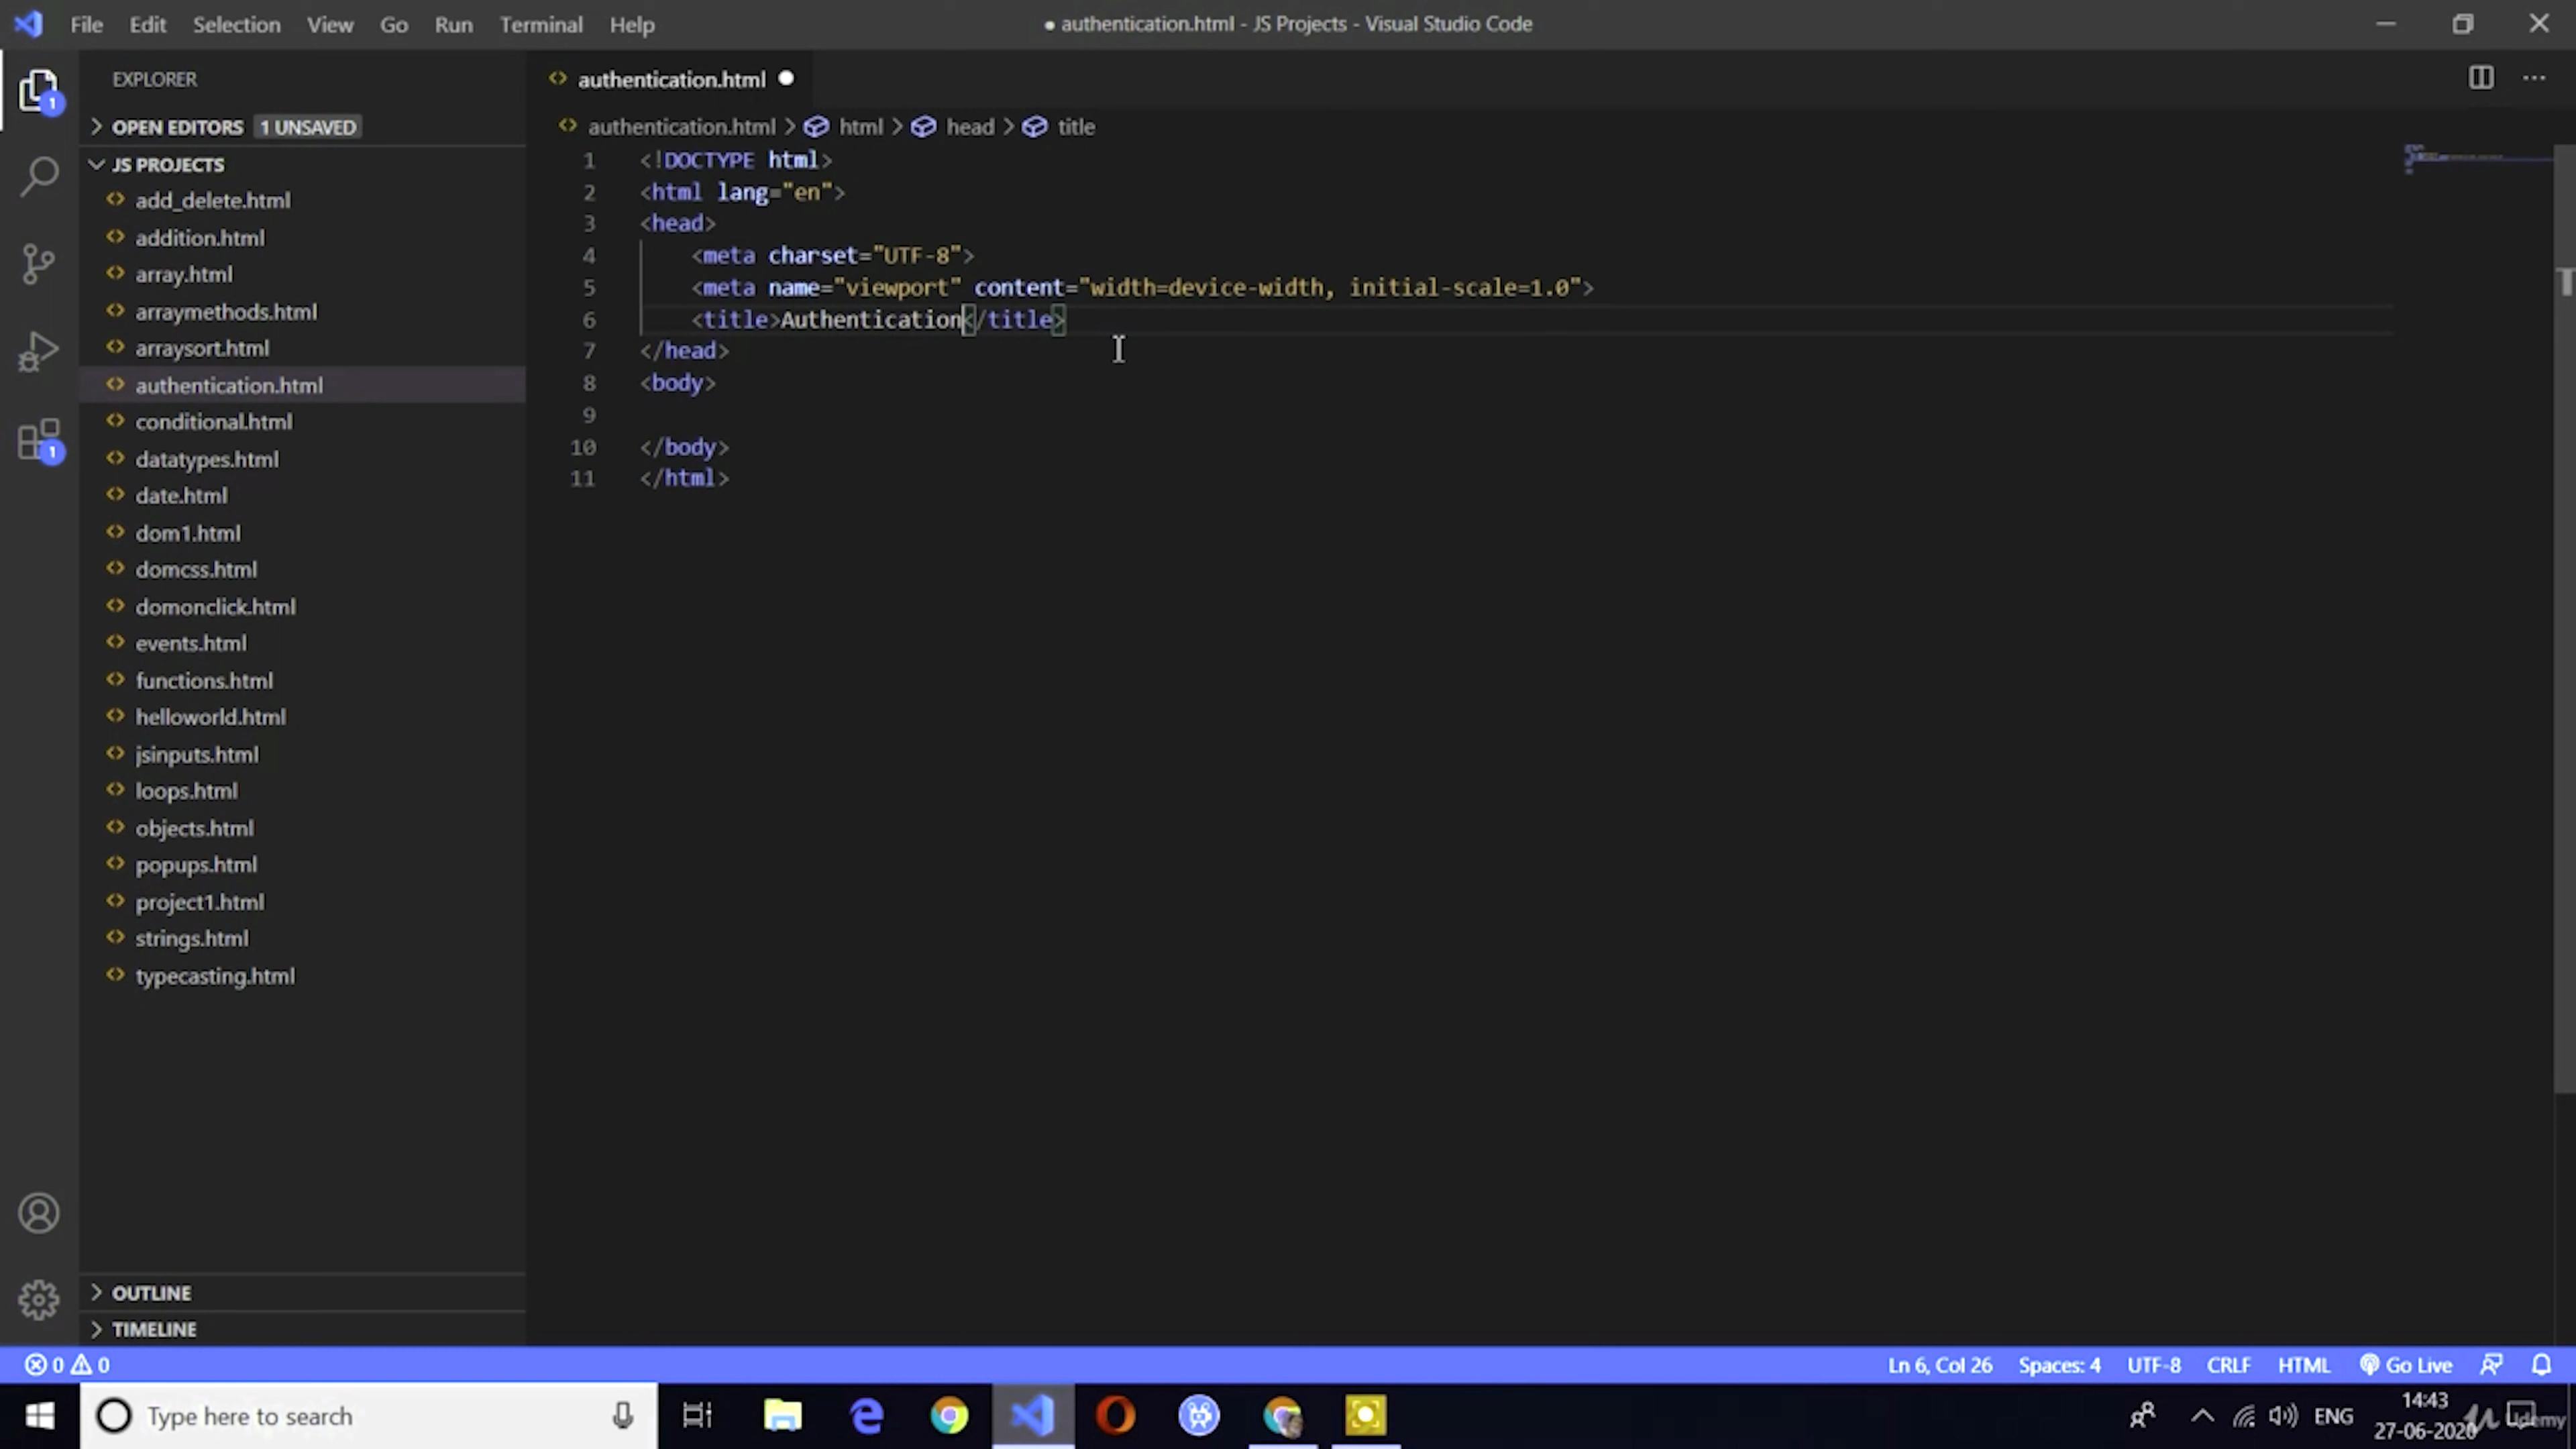 File Edit Selection View Go Run Terminal Help
● authentication.html - JS Projects - Visual Studio Code
EXPLORER
OPEN EDITORS 1 UNSAVED
JS PROJECTS
add_delete.html
addition.html
array.html
arraymethods.html
arraysort.html
authentication.html
conditional.html
datatypes.html
date.html
dom1.html
domcss.html
domonclick.html
events.html
functions.html
helloworld.html
jsinputs.html
loops.html
objects.html
popups.html
project1.html
strings.html
typecasting.html
OUTLINE
TIMELINE
1
1
authentication.html
authentication.html > html > head > title
1 <!DOCTYPE html>
2 <html lang="en">
3 <head>
4 <meta charset="UTF-8">
5 <meta name="viewport" content="width=device-width, initial-scale=1.0">
6 <title>Authentication</title>
7 </head>
8 <body>
9
10 </body>
11 </html>
0 0 Ln 6, Col 26 Spaces: 4 UTF-8 CRLF HTML Go Live
Type here to search
ENG
14:43
27-06-2020
Udemy